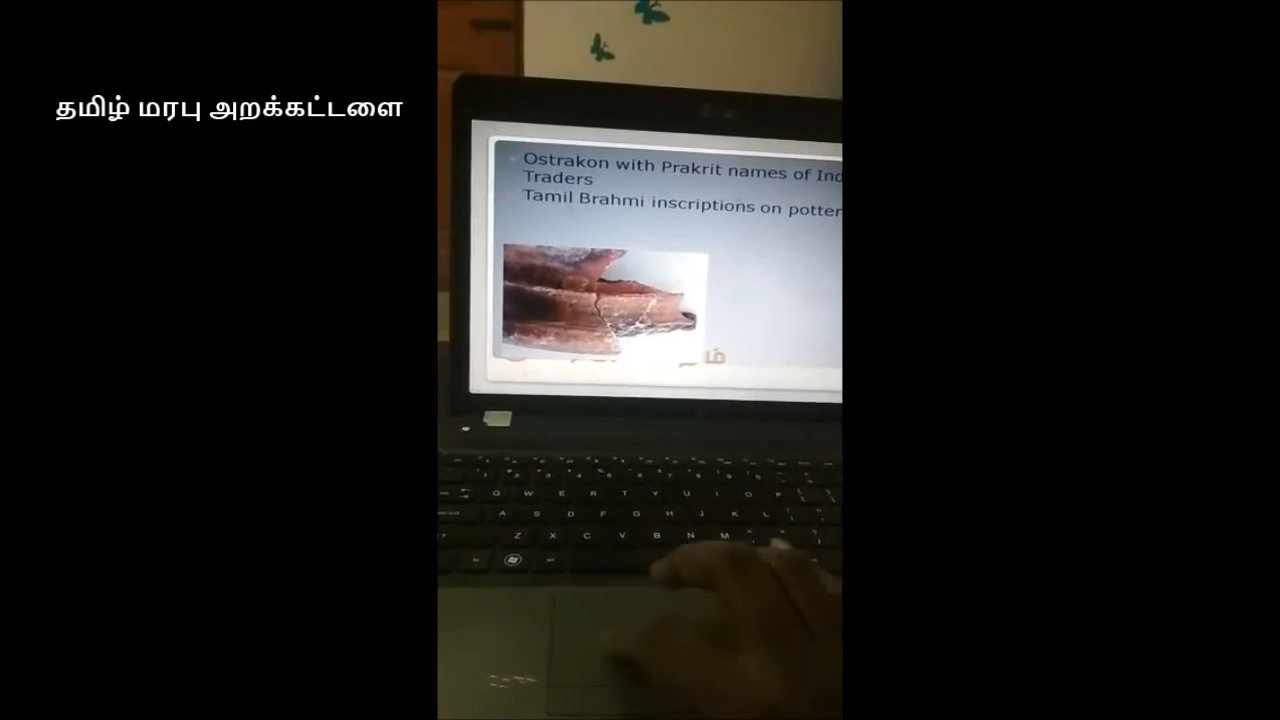 தமிழ் மரபு அறக்கட்டளை
Ostrakon with Prakrit names of Ind
Traders
Tamil Brahmi inscriptions on potter
Q W E R T Y U I O P
A S D F G H J K L
Z X C V B N M